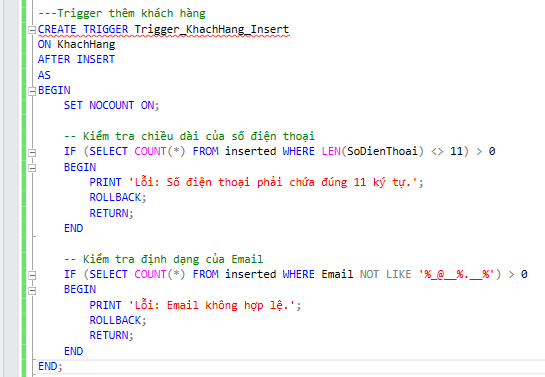 ---Trigger thêm khách hàng
CREATE TRIGGER Trigger_KhachHang_Insert
ON KhachHang
AFTER INSERT
AS
BEGIN
SET NOCOUNT ON;
-- Kiểm tra chiều dài của số điện thoại
IF (SELECT COUNT(*) FROM inserted WHERE LEN(SoDienThoai) <> 11) > 0
BEGIN
PRINT 'Lỗi: Số điện thoại phải chứa đúng 11 ký tự.';
ROLLBACK;
RETURN;
END
-- Kiểm tra định dạng của Email
IF (SELECT COUNT(*) FROM inserted WHERE Email NOT LIKE '%_@__%.__%') > 0
BEGIN
PRINT 'Lỗi: Email không hợp lệ.';
ROLLBACK;
RETURN;
END
END;